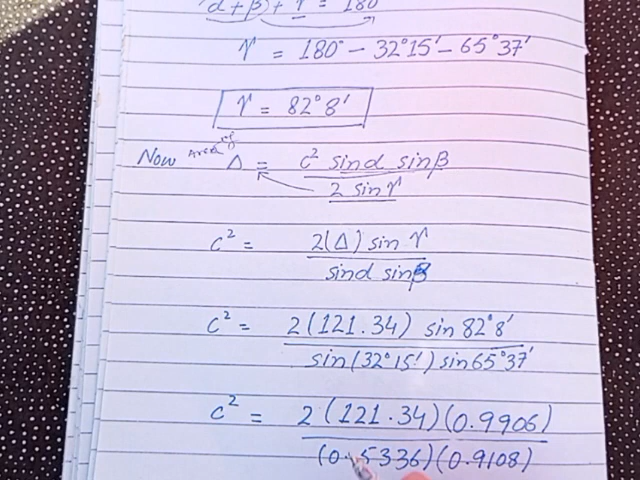 α + β + γ = 180
γ = 180° − 32°15′ − 65°37′
γ = 82°8′
Now Area of Δ = c² sinα sinβ / 2 sinγ
c² = 2(Δ) sin γ / sinα sinβ
c² = 2(121.34) sin 82°8′ / sin(32°15′) sin65°37′
c² = 2(121.34)(0.9906) / (0.5336)(0.9108)